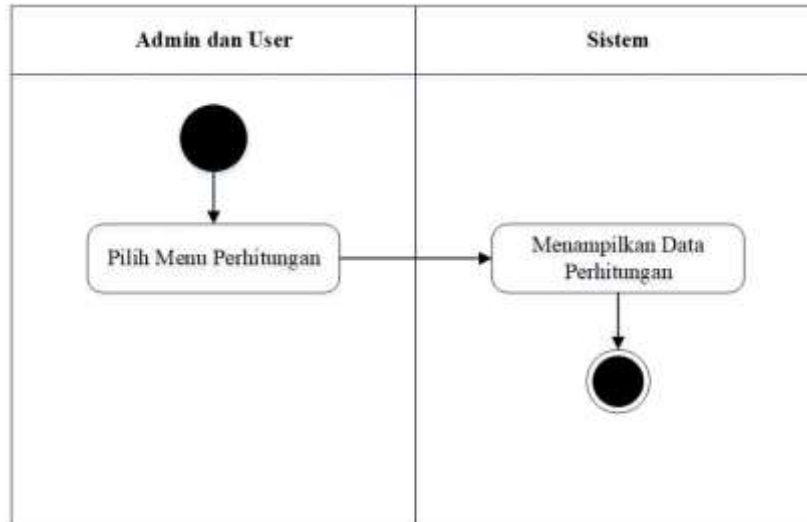 Admin dan User
Sistem
Pilih Menu Perhitungan
Menampilkan Data
Perhitungan